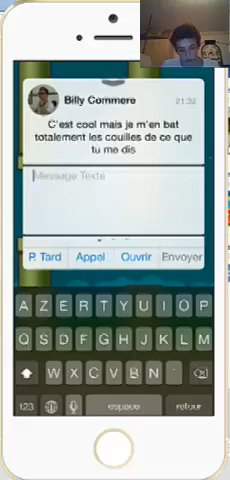 Billy Commere 21:32
C'est cool mais je m'en bat
totalement les couilles de ce que
tu me dis
Message Texte
P. Tard Appel Ouvrir Envoyer
A Z E R T Y U I O P
Q S D F G H J K L M
W X C V B N '
123 espace retour